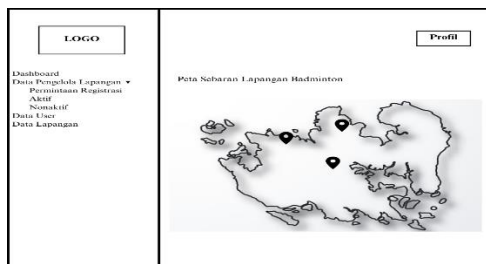 LOGO
Profil
Dashboard
Data Pengelola Lapangan ▾
Permintaan Registrasi
Aktif
Nonaktif
Data User
Data Lapangan
Peta Sebaran Lapangan Badminton